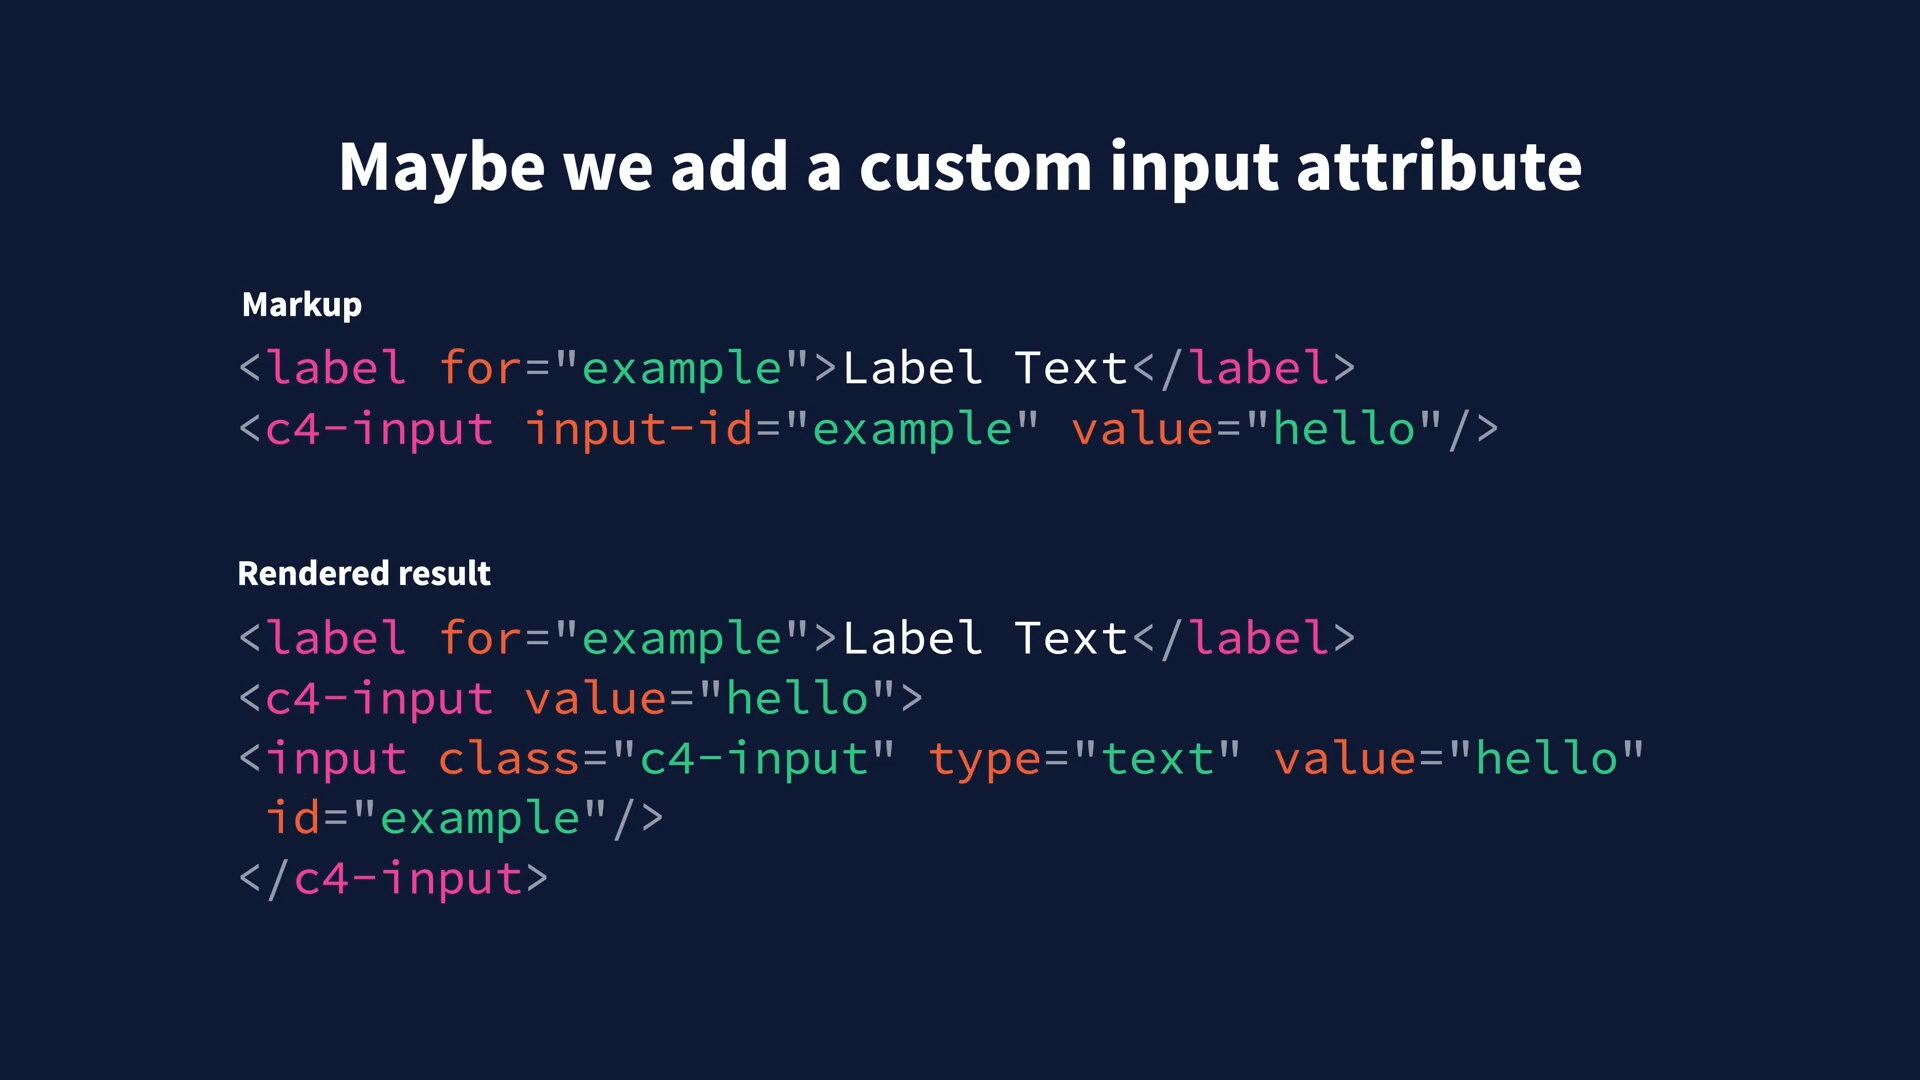 Maybe we add a custom input attribute
Markup
<label for="example">Label Text</label>
<c4-input input-id="example" value="hello"/>
Rendered result
<label for="example">Label Text</label>
<c4-input value="hello">
<input class="c4-input" type="text" value="hello"
id="example"/>
</c4-input>